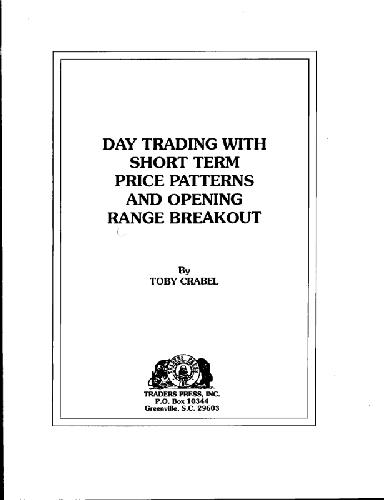 DAY TRADING WITH
SHORT TERM
PRICE PATTERNS
AND OPENING
RANGE BREAKOUT
By
TOBY CRABEL
TRADERS PRESS, INC.
P.O. Box 10344
Greenville, S.C. 29603